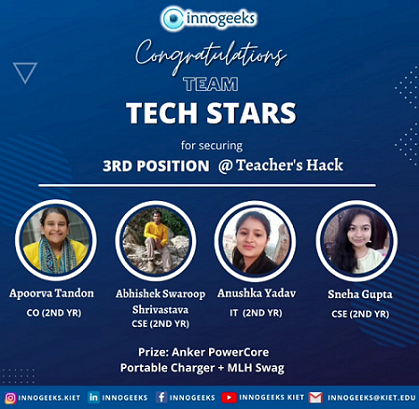 innogeeks
Congratulations
TEAM
TECH STARS
for securing
3RD POSITION @ Teacher's Hack
Apoorva Tandon
CO (2ND YR)
Abhishek Swaroop
Shrivastava
CSE (2ND YR)
Anushka Yadav
IT (2ND YR)
Sneha Gupta
CSE (2ND YR)
Prize: Anker PowerCore
Portable Charger + MLH Swag
INNOGEEKS.KIET INNOGEEKS INNOGEEKS INNOGEEKS KIET INNOGEEKS@KIET.EDU